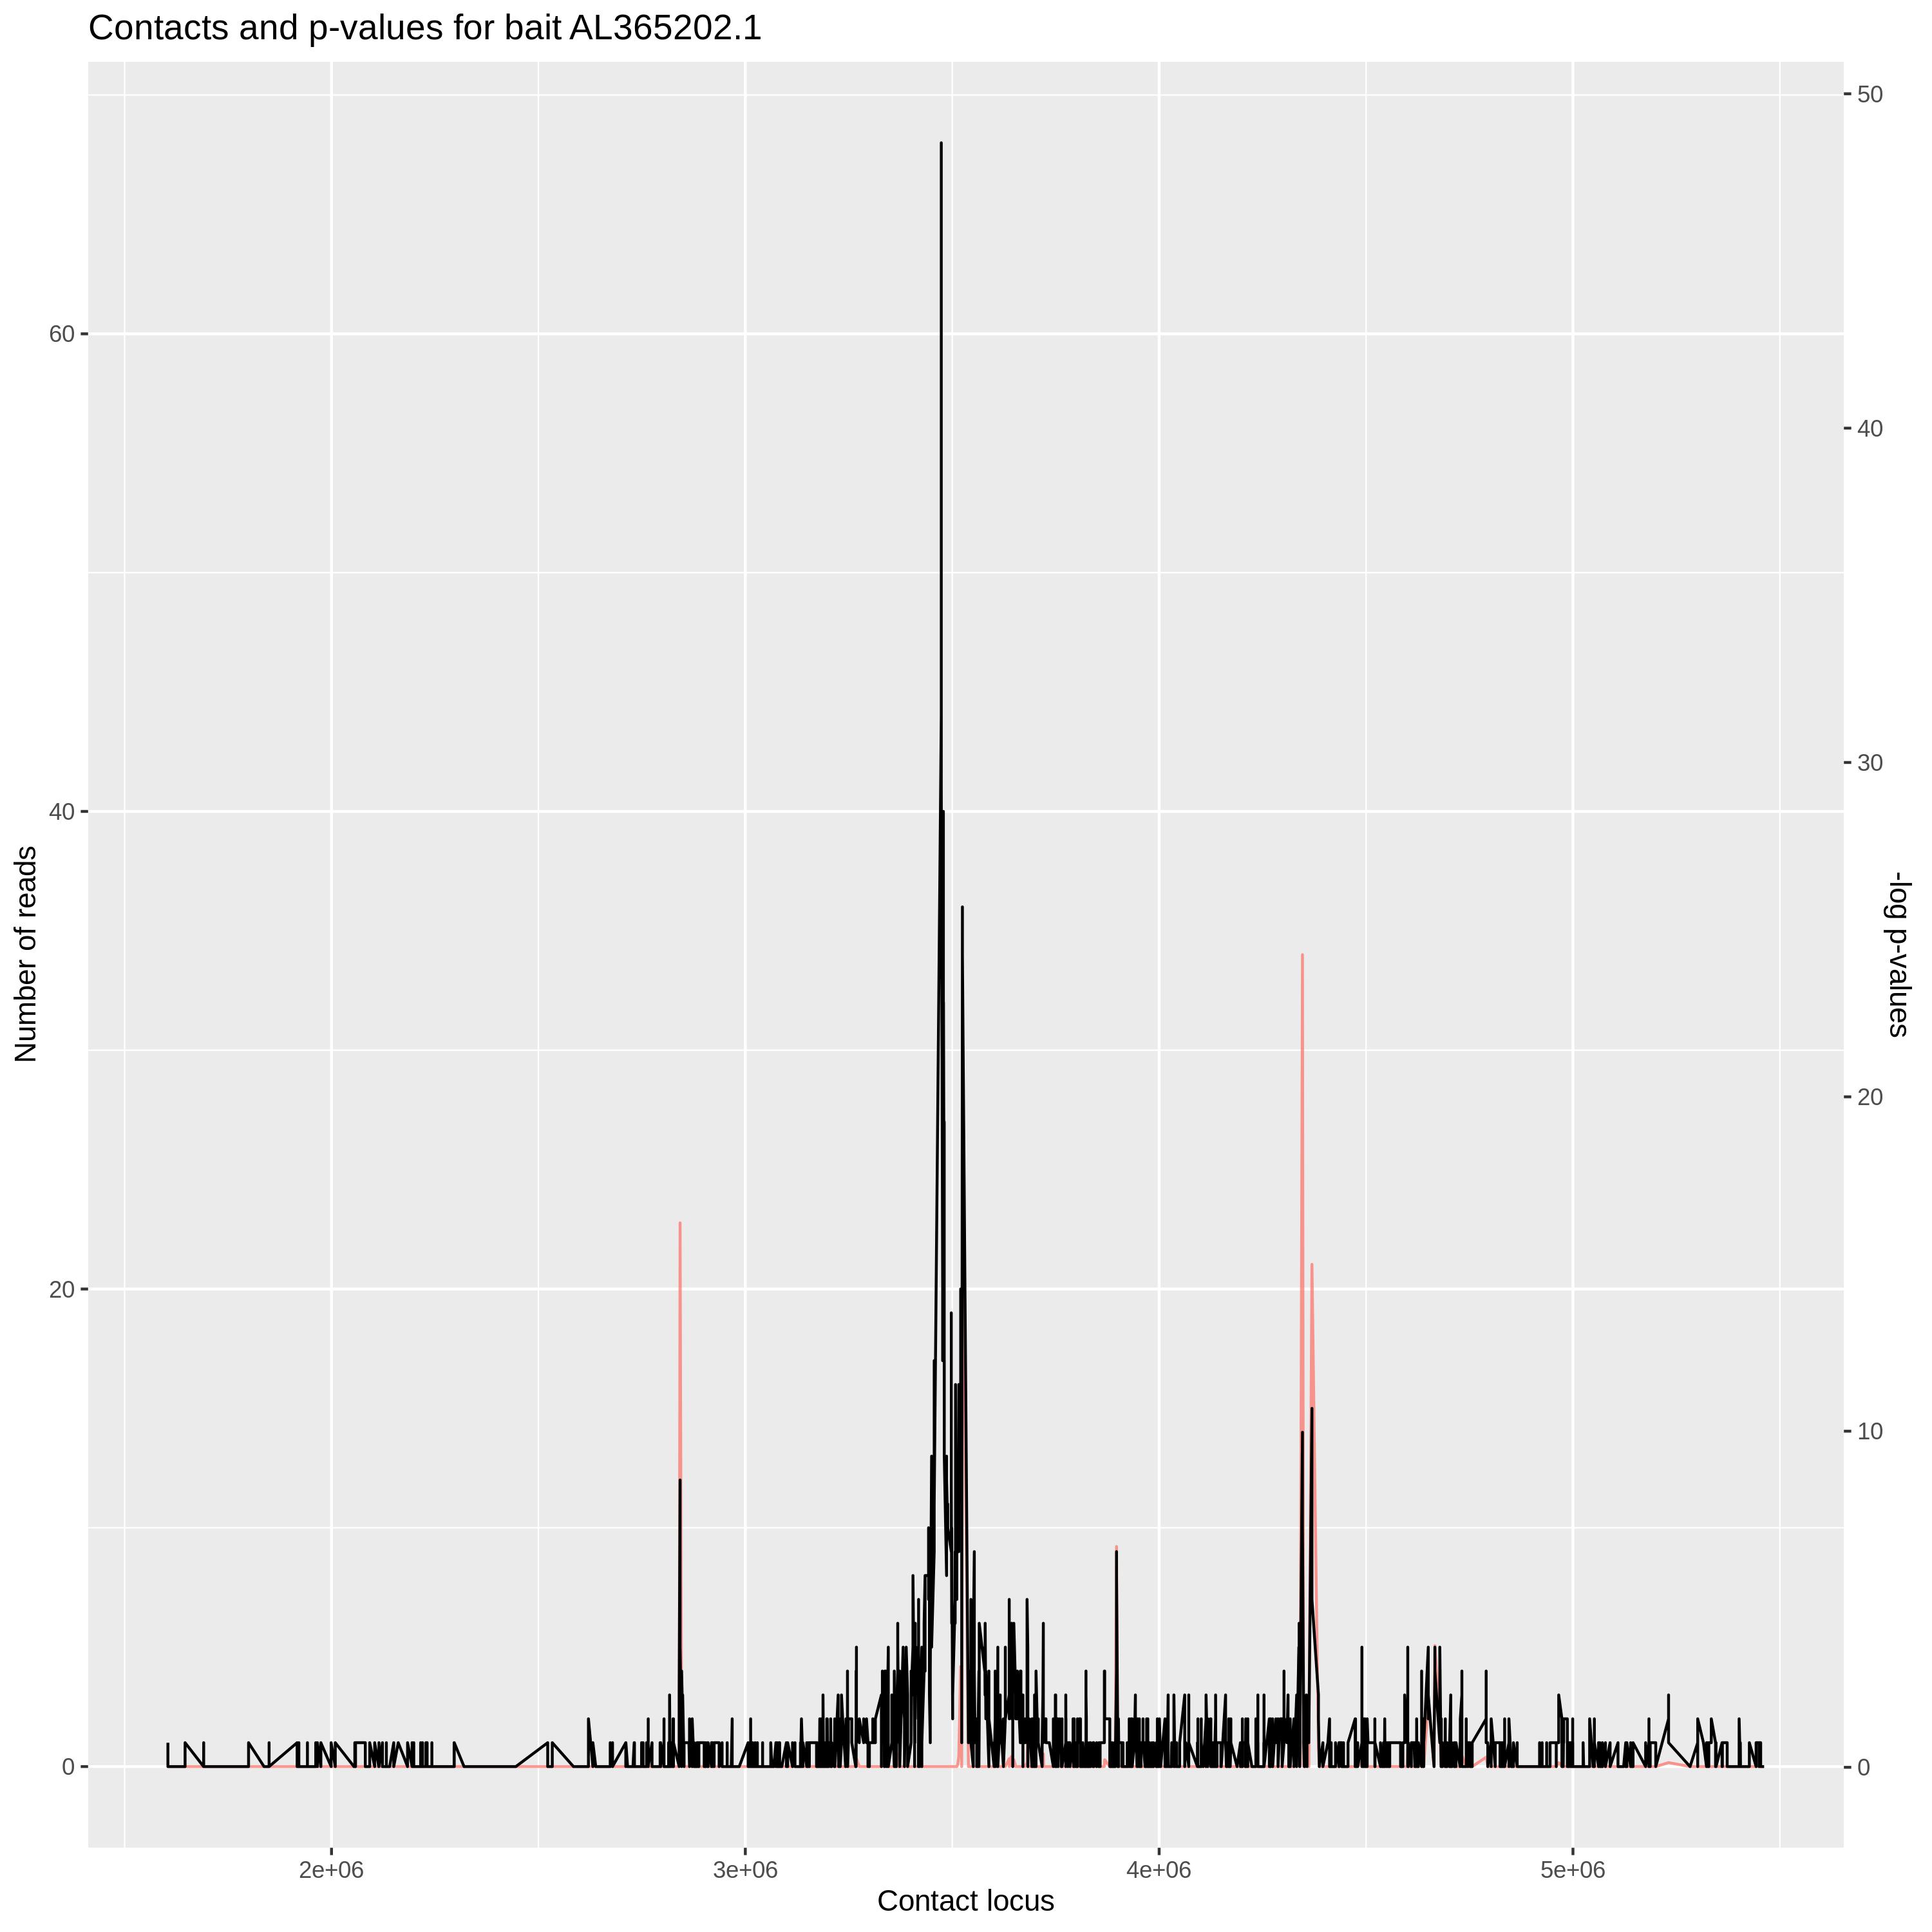 Contacts and p-values for bait AL365202.1
Number of reads
60
40
20
0
50
40
30
20
10
0
-log p-values
2e+06 3e+06 4e+06 5e+06
Contact locus